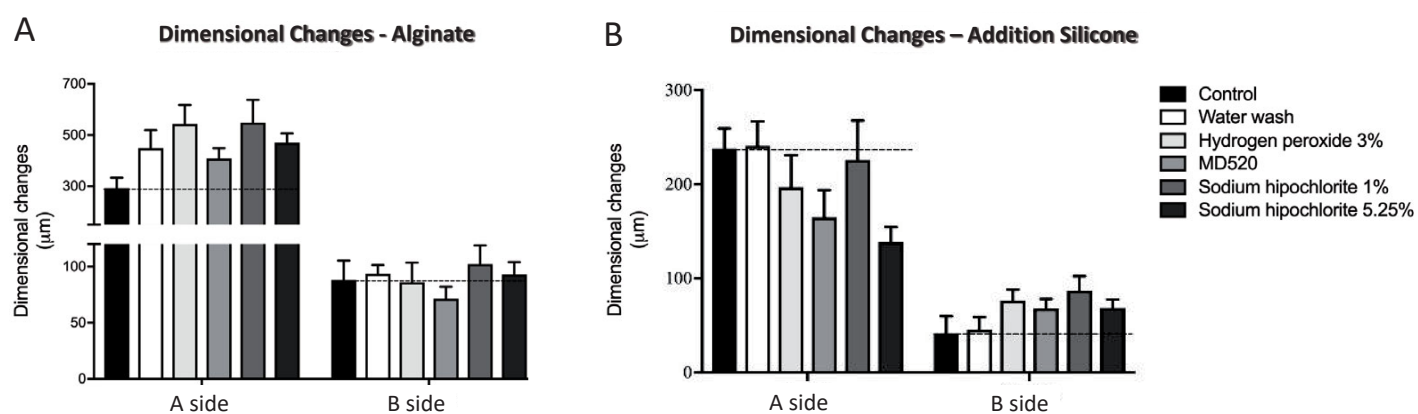 A
Dimensional Changes - Alginate
Dimensional changes
(µm)
700
500
300
100
50
0
A side
B side
B
Dimensional Changes – Addition Silicone
Dimensional changes
(µm)
300
200
100
0
A side
B side
Control
Water wash
Hydrogen peroxide 3%
MD520
Sodium hipochlorite 1%
Sodium hipochlorite 5.25%